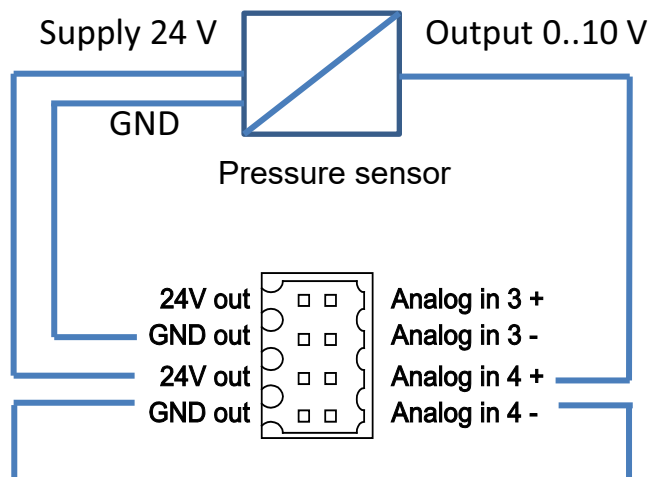 Supply 24 V
Output 0..10 V
GND
Pressure sensor
24V out
Analog in 3 +
GND out
Analog in 3 -
24V out
Analog in 4 +
GND out
Analog in 4 -